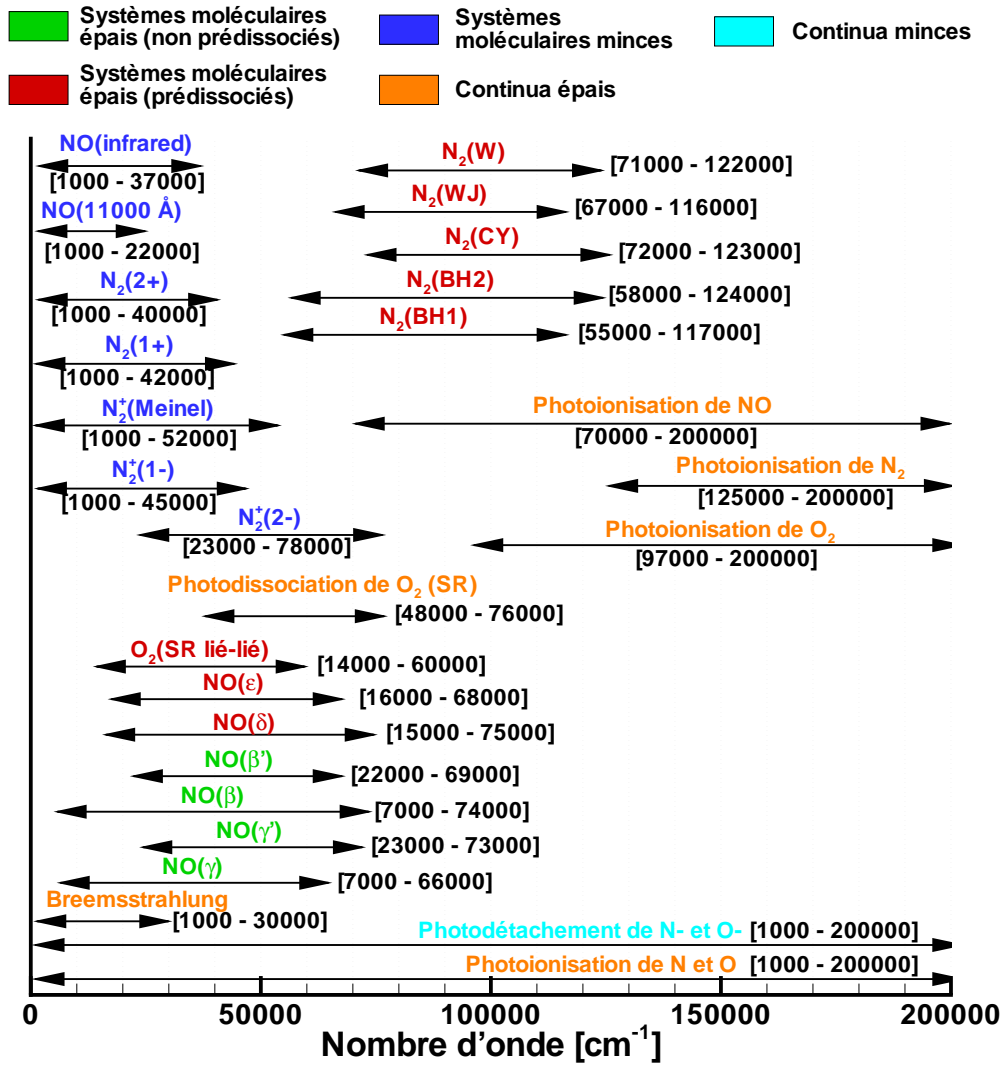 Systèmes moléculaires
épais (non prédissociés)
Systèmes
moléculaires minces
Continua minces
Systèmes moléculaires
épais (prédissociés)
Continua épais
NO(infrared)
[1000 - 37000]
N₂(W)
[71000 - 122000]
NO(11000 Å)
[1000 - 22000]
N₂(WJ)
[67000 - 116000]
N₂(CY)
[72000 - 123000]
N₂(2+)
[1000 - 40000]
N₂(BH2)
[58000 - 124000]
N₂(BH1)
[55000 - 117000]
N₂(1+)
[1000 - 42000]
N₂⁺(Meinel)
[1000 - 52000]
Photoionisation de NO
[70000 - 200000]
N₂⁺(1-)
[1000 - 45000]
Photoionisation de N₂
[125000 - 200000]
N₂⁺(2-)
[23000 - 78000]
Photoionisation de O₂
[97000 - 200000]
Photodissociation de O₂ (SR)
[48000 - 76000]
O₂(SR lié-lié)
[14000 - 60000]
NO(ε)
[16000 - 68000]
NO(δ)
[15000 - 75000]
NO(β')
[22000 - 69000]
NO(β)
[7000 - 74000]
NO(γ')
[23000 - 73000]
NO(γ)
[7000 - 66000]
Breemsstrahlung
[1000 - 30000]
Photodétachement de N- et O- [1000 - 200000]
Photoionisation de N et O [1000 - 200000]
0 50000 100000 150000 200000
Nombre d'onde [cm⁻¹]